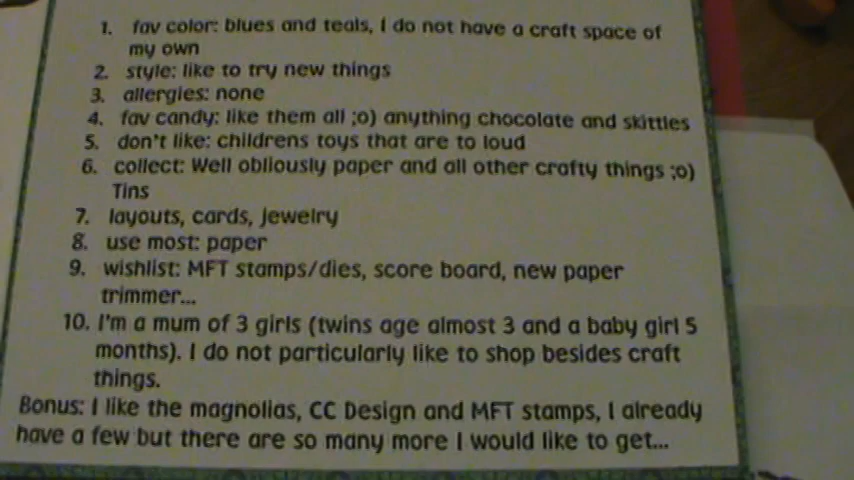 1. fav color: blues and teals, I do not have a craft space of
my own
2. style: like to try new things
3. allergies: none
4. fav candy: like them all ;o) anything chocolate and skittles
5. don't like: childrens toys that are to loud
6. collect: Well obliously paper and all other crafty things ;o)
Tins
7. layouts, cards, jewelry
8. use most: paper
9. wishlist: MFT stamps/dies, score board, new paper
trimmer...
10. I'm a mum of 3 girls (twins age almost 3 and a baby girl 5
months). I do not particularly like to shop besides craft
things.
Bonus: I like the magnolias, CC Design and MFT stamps, I already
have a few but there are so many more I would like to get...